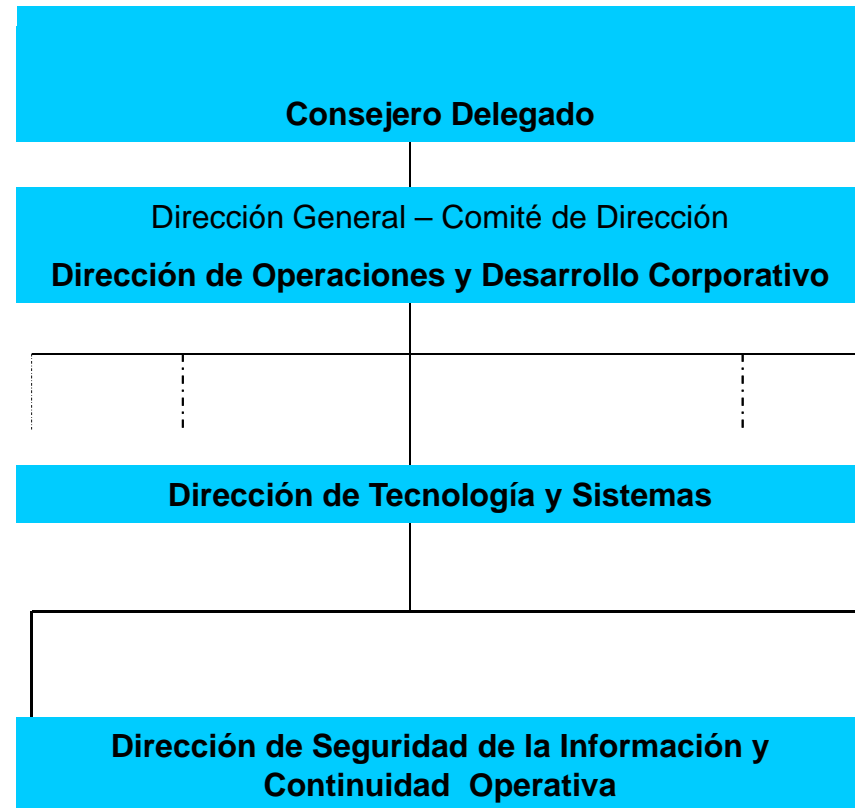 Consejero Delegado
Dirección General – Comité de Dirección
Dirección de Operaciones y Desarrollo Corporativo
Dirección de Tecnología y Sistemas
Dirección de Seguridad de la Información y
Continuidad Operativa